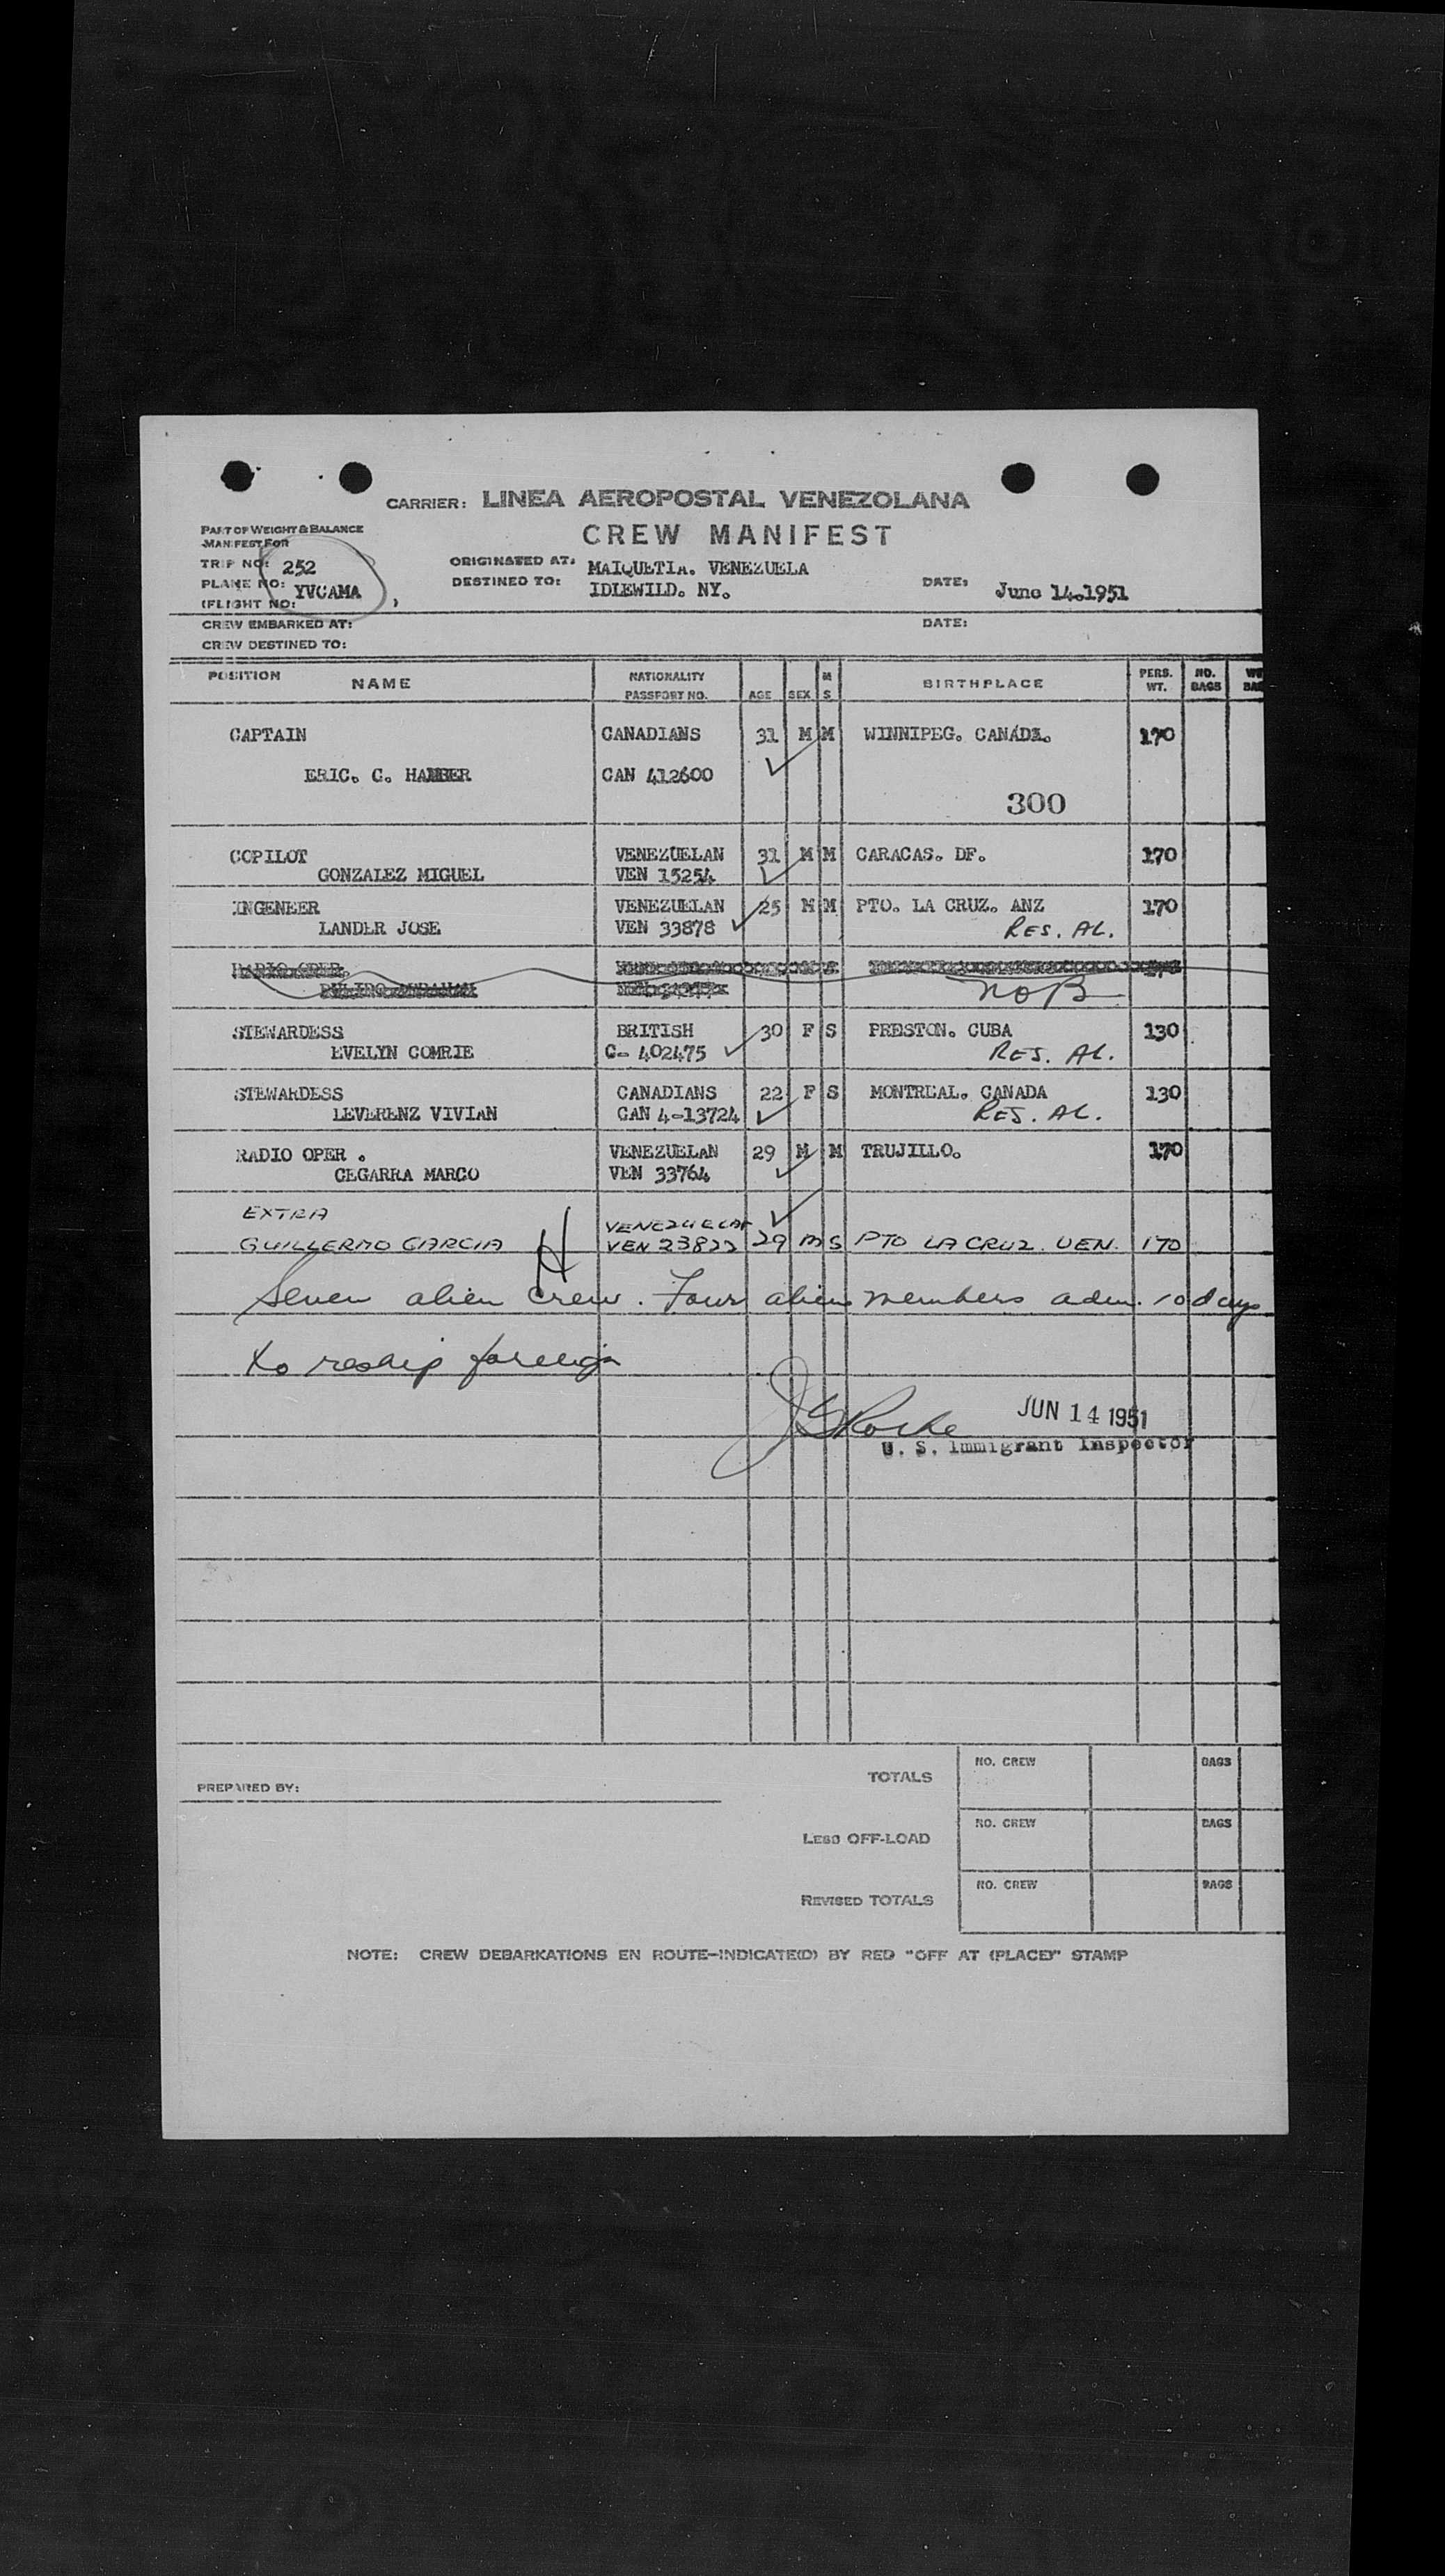 CARRIER: LINEA AEROPOSTAL VENEZOLANA
CREW MANIFEST
PART OF WEIGHT & BALANCE
MANIFEST FOR
TRIP NO: 252
PLANE NO: YVCAMA
(FLIGHT NO: )
ORIGINATED AT: MAIQUETIA. VENEZUELA
DESTINED TO: IDLEWILD. NY.
DATE: June 14.1951
CREW EMBARKED AT:
DATE:
CREW DESTINED TO:
POSITION NAME NATIONALITY PASSPORT NO. AGE SEX M S BIRTHPLACE PERS. WT. NO. BAGS
CAPTAIN CANADIANS 31 M M WINNIPEG. CANADA. 170
ERIC. C. HAMBER CAN 412600
300
COPILOT VENEZUELAN 31 M M CARACAS. DF. 170
GONZALEZ MIGUEL VEN 15254
INGENEER VENEZUELAN 25 M M PTO. LA CRUZ. ANZ 170
LANDER JOSE VEN 33878 RES. AL.
RADIO OPER.
NOB
STEWARDESS BRITISH 30 F S PRESTON. CUBA 130
EVELYN COMRIE C- 402475 RES. AL.
STEWARDESS CANADIANS 22 F S MONTREAL. CANADA 130
LEVERENZ VIVIAN CAN 4-13724 RES. AL.
RADIO OPER . VENEZUELAN 29 M M TRUJILLO. 170
CEGARRA MARCO VEN 33764
EXTRA VENEZUELAN
GUILLERMO GARCIA VEN 29 M S PTO LA CRUZ. VEN. 170
Seven alien crew. Four alien members adm. 10 days
to reship foreign
JUN 14 1951
U. S. Immigrant Inspector
PREPARED BY:
TOTALS NO. CREW BAGS
LESS OFF-LOAD NO. CREW BAGS
REVISED TOTALS NO. CREW BAGS
NOTE: CREW DEBARKATIONS EN ROUTE-INDICATE(D) BY RED "OFF AT (PLACE)" STAMP